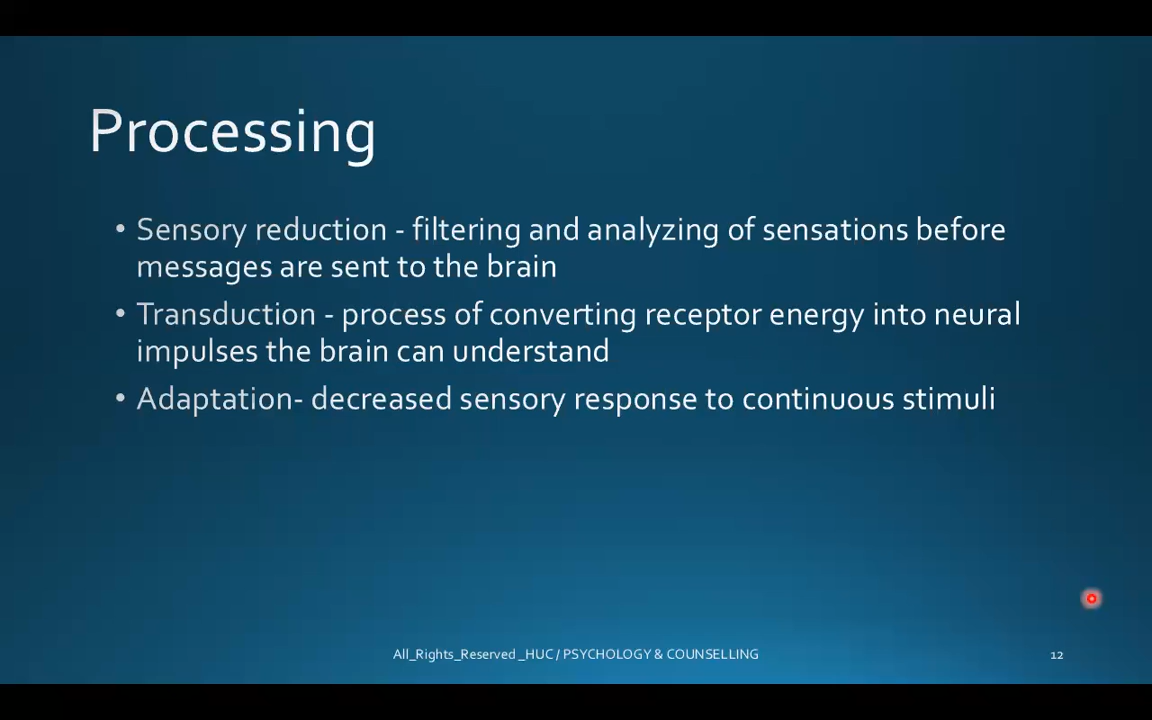 Processing
• Sensory reduction - filtering and analyzing of sensations before
messages are sent to the brain
• Transduction - process of converting receptor energy into neural
impulses the brain can understand
• Adaptation- decreased sensory response to continuous stimuli
All_Rights_Reserved _HUC / PSYCHOLOGY & COUNSELLING
12